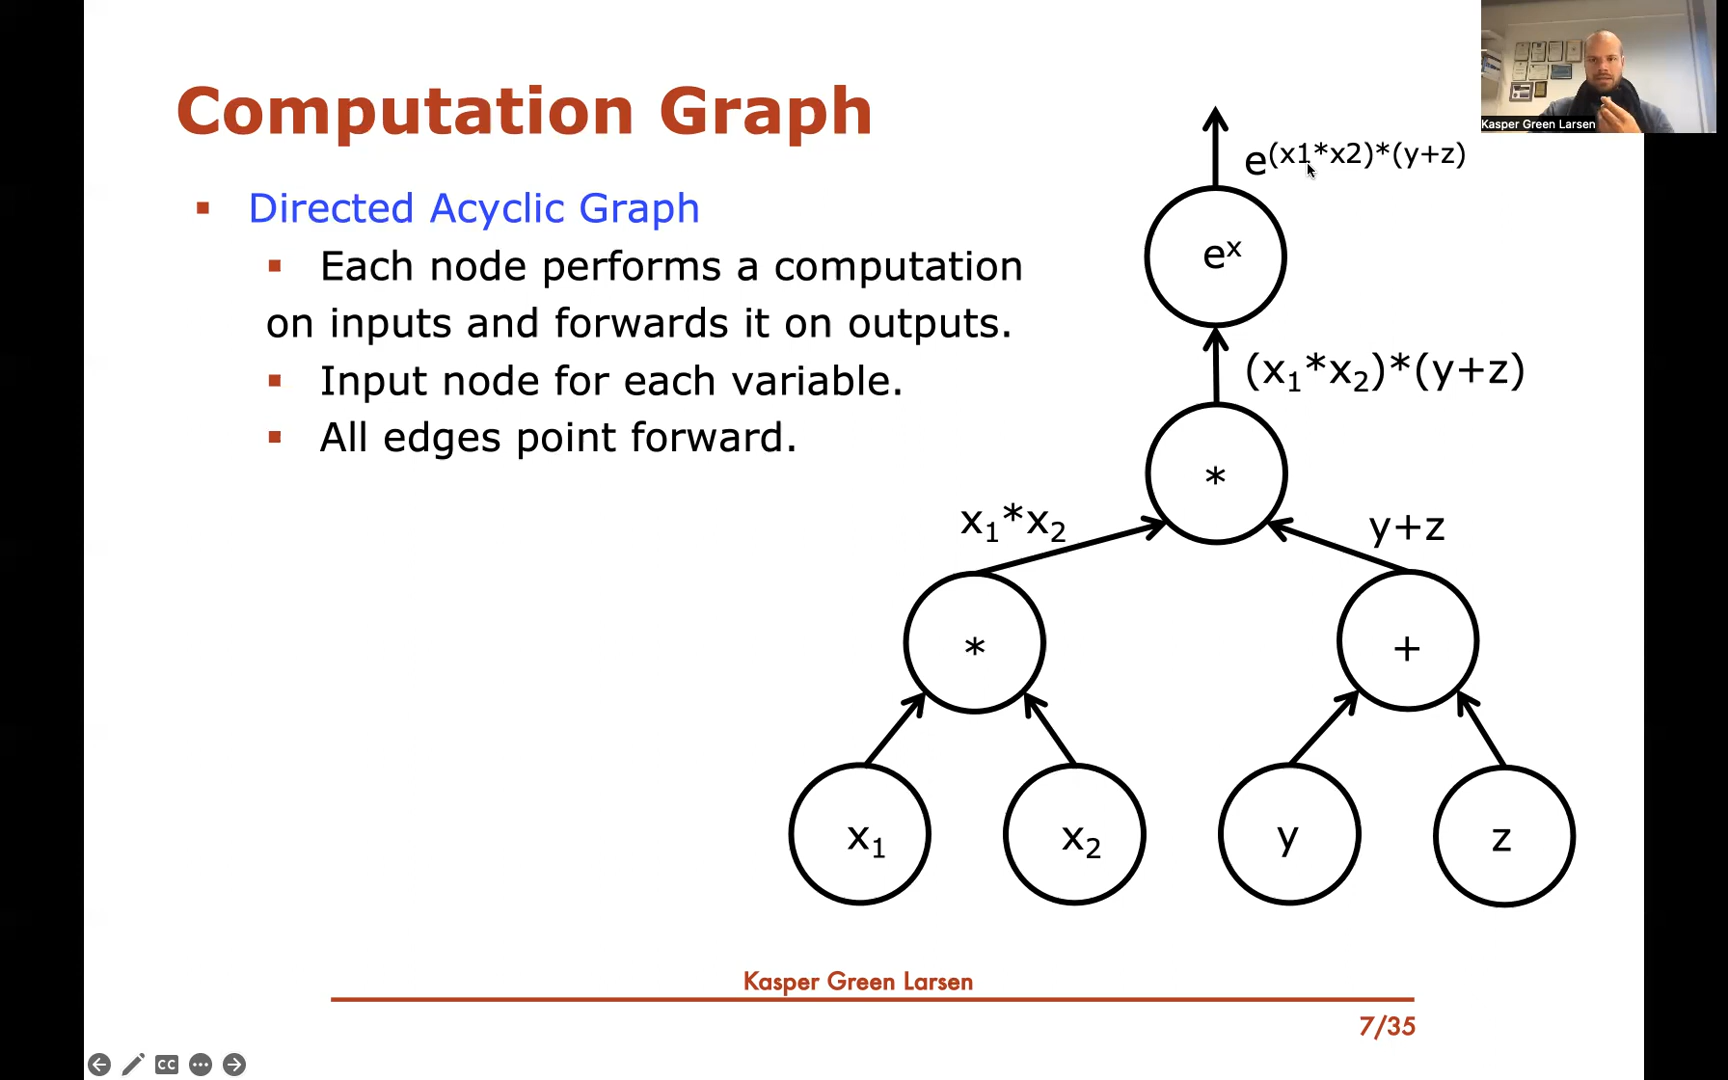 Computation Graph
▪ Directed Acyclic Graph
▪ Each node performs a computation
on inputs and forwards it on outputs.
▪ Input node for each variable.
▪ All edges point forward.
Kasper Green Larsen
e^(x1*x2)*(y+z)
eˣ
(x₁*x₂)*(y+z)
*
x₁*x₂
y+z
*
+
x₁
x₂
y
z
Kasper Green Larsen
7/35
CC